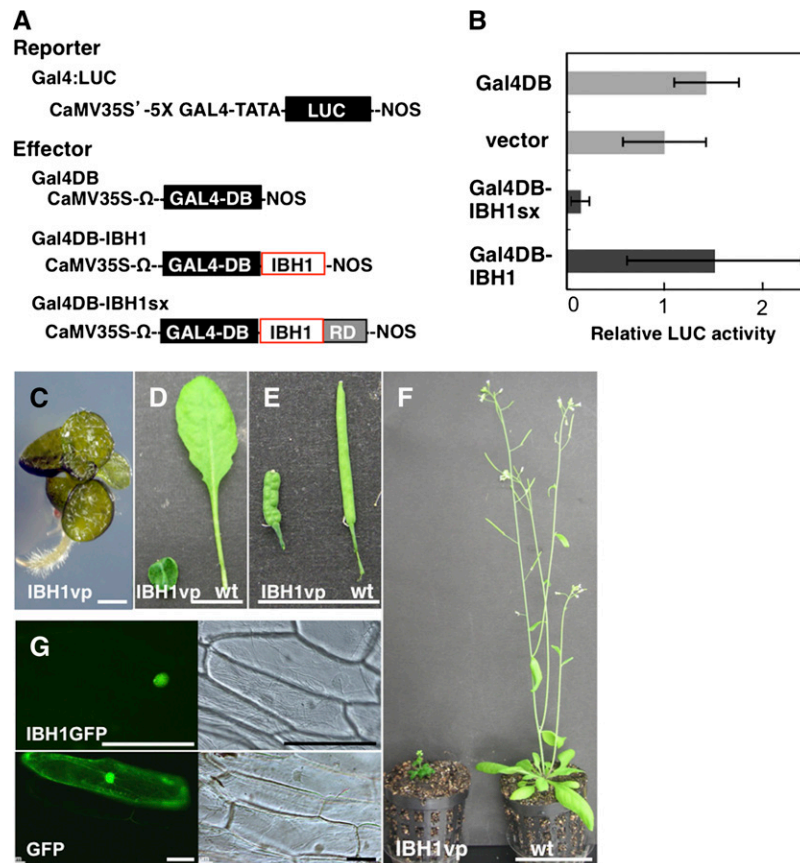 A
Reporter
Gal4:LUC
CaMV35S'-5X GAL4-TATA- LUC -NOS
Effector
Gal4DB
CaMV35S-Ω-- GAL4-DB -NOS
Gal4DB-IBH1
CaMV35S-Ω-- GAL4-DB IBH1 -NOS
Gal4DB-IBH1sx
CaMV35S-Ω-- GAL4-DB IBH1 RD --NOS
B
Gal4DB
vector
Gal4DB-
IBH1sx
Gal4DB-
IBH1
0 1 2
Relative LUC activity
C
IBH1vp
D
IBH1vp wt
E
IBH1vp wt
F
IBH1vp wt
G
IBH1GFP
GFP